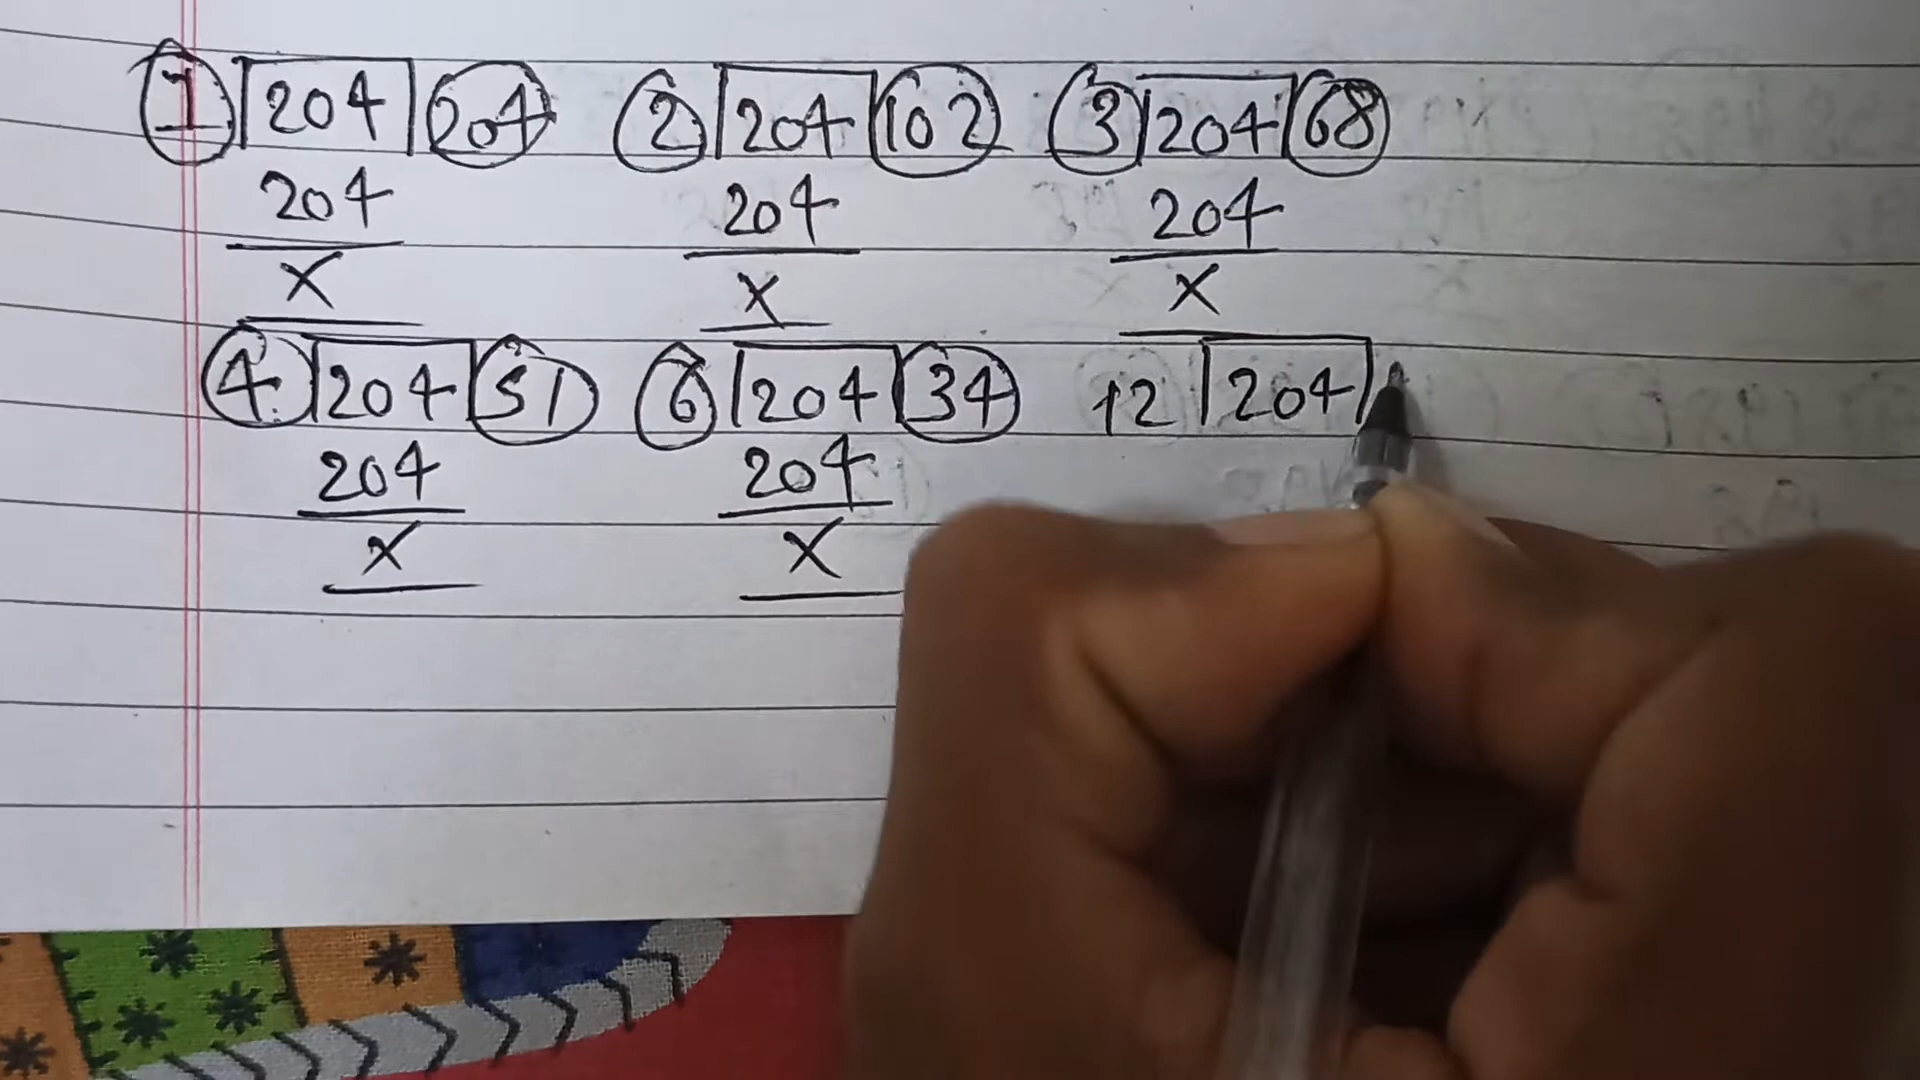 1 204 204 2 204 102 3 204 68
204 204 204
x x x
4 204 51 6 204 34 12 204
204 204
x x